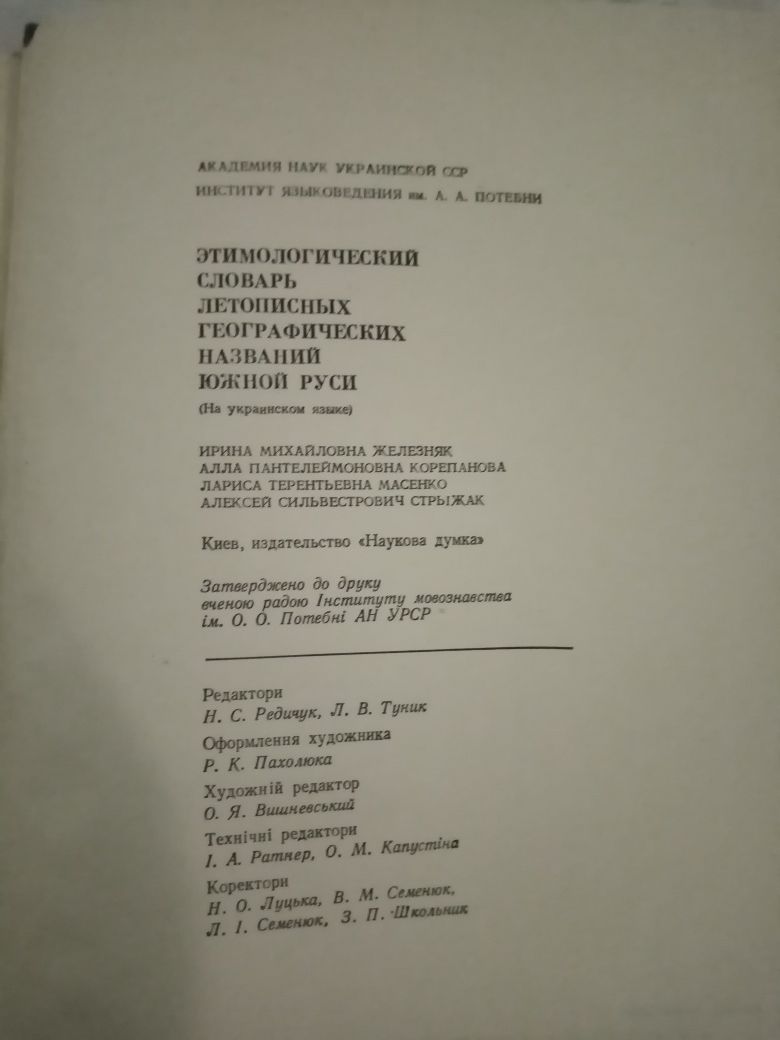 АКАДЕМИЯ НАУК УКРАИНСКОЙ ССР
ИНСТИТУТ ЯЗЫКОВЕДЕНИЯ им. А. А. ПОТЕБНИ
ЭТИМОЛОГИЧЕСКИЙ
СЛОВАРЬ
ЛЕТОПИСНЫХ
ГЕОГРАФИЧЕСКИХ
НАЗВАНИЙ
ЮЖНОЙ РУСИ
(На украинском языке)
ИРИНА МИХАЙЛОВНА ЖЕЛЕЗНЯК
АЛЛА ПАНТЕЛЕЙМОНОВНА КОРЕПАНОВА
ЛАРИСА ТЕРЕНТЬЕВНА МАСЕНКО
АЛЕКСЕЙ СИЛЬВЕСТРОВИЧ СТРЫЖАК
Киев, издательство «Наукова думка»
Затверджено до друку
вченою радою Інституту мовознавства
ім. О. О. Потебні АН УРСР
Редактори
Н. С. Редичук, Л. В. Туник
Оформлення художника
Р. К. Пахолюка
Художній редактор
О. Я. Вишневський
Технічні редактори
І. А. Ратнер, О. М. Капустіна
Коректори
Н. О. Луцька, В. М. Семенюк,
Л. І. Семенюк, З. П. Школьник